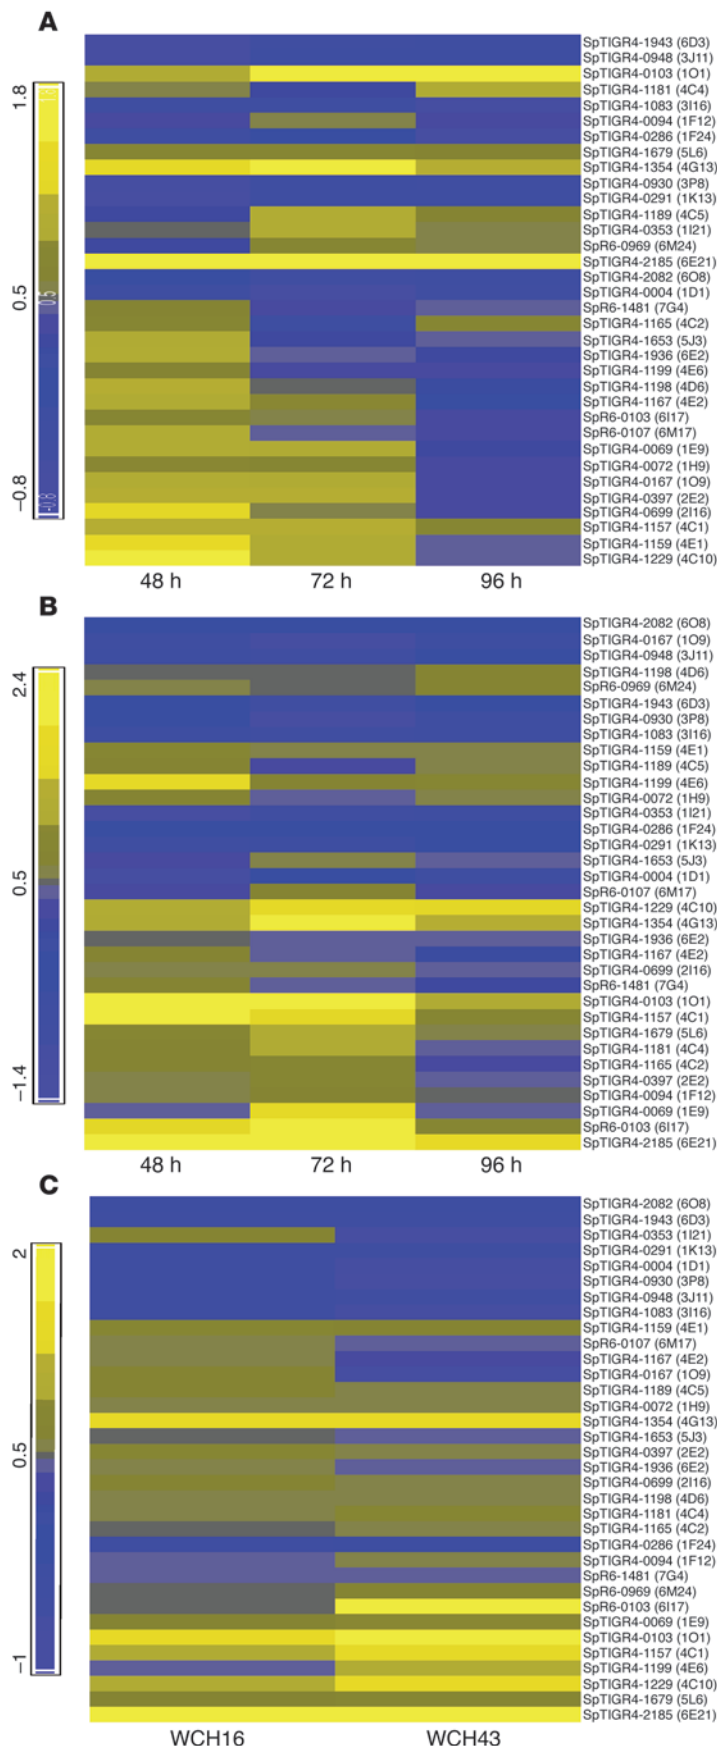 A
SpTIGR4-1943 (6D3)
SpTIGR4-0948 (3J11)
SpTIGR4-0103 (1O1)
SpTIGR4-1181 (4C4)
SpTIGR4-1083 (3I16)
SpTIGR4-0094 (1F12)
SpTIGR4-0286 (1F24)
SpTIGR4-1679 (5L6)
SpTIGR4-1354 (4G13)
SpTIGR4-0930 (3P8)
SpTIGR4-0291 (1K13)
SpTIGR4-1189 (4C5)
SpTIGR4-0353 (1I21)
SpR6-0969 (6M24)
SpTIGR4-2185 (6E21)
SpTIGR4-2082 (6O8)
SpTIGR4-0004 (1D1)
SpR6-1481 (7G4)
SpTIGR4-1165 (4C2)
SpTIGR4-1653 (5J3)
SpTIGR4-1936 (6E2)
SpTIGR4-1199 (4E6)
SpTIGR4-1198 (4D6)
SpTIGR4-1167 (4E2)
SpR6-0103 (6I17)
SpR6-0107 (6M17)
SpTIGR4-0069 (1E9)
SpTIGR4-0072 (1H9)
SpTIGR4-0167 (1O9)
SpTIGR4-0397 (2E2)
SpTIGR4-0699 (2I16)
SpTIGR4-1157 (4C1)
SpTIGR4-1159 (4E1)
SpTIGR4-1229 (4C10)
1.8
0.5
0.5
−0.8
-0.8
48 h 72 h 96 h
B
SpTIGR4-2082 (6O8)
SpTIGR4-0167 (1O9)
SpTIGR4-0948 (3J11)
SpTIGR4-1198 (4D6)
SpR6-0969 (6M24)
SpTIGR4-1943 (6D3)
SpTIGR4-0930 (3P8)
SpTIGR4-1083 (3I16)
SpTIGR4-1159 (4E1)
SpTIGR4-1189 (4C5)
SpTIGR4-1199 (4E6)
SpTIGR4-0072 (1H9)
SpTIGR4-0353 (1I21)
SpTIGR4-0286 (1F24)
SpTIGR4-0291 (1K13)
SpTIGR4-1653 (5J3)
SpTIGR4-0004 (1D1)
SpR6-0107 (6M17)
SpTIGR4-1229 (4C10)
SpTIGR4-1354 (4G13)
SpTIGR4-1936 (6E2)
SpTIGR4-1167 (4E2)
SpTIGR4-0699 (2I16)
SpR6-1481 (7G4)
SpTIGR4-0103 (1O1)
SpTIGR4-1157 (4C1)
SpTIGR4-1679 (5L6)
SpTIGR4-1181 (4C4)
SpTIGR4-1165 (4C2)
SpTIGR4-0397 (2E2)
SpTIGR4-0094 (1F12)
SpTIGR4-0069 (1E9)
SpR6-0103 (6I17)
SpTIGR4-2185 (6E21)
2.4
0.5
−1.4
48 h 72 h 96 h
C
SpTIGR4-2082 (6O8)
SpTIGR4-1943 (6D3)
SpTIGR4-0353 (1I21)
SpTIGR4-0291 (1K13)
SpTIGR4-0004 (1D1)
SpTIGR4-0930 (3P8)
SpTIGR4-0948 (3J11)
SpTIGR4-1083 (3I16)
SpTIGR4-1159 (4E1)
SpR6-0107 (6M17)
SpTIGR4-1167 (4E2)
SpTIGR4-0167 (1O9)
SpTIGR4-1189 (4C5)
SpTIGR4-0072 (1H9)
SpTIGR4-1354 (4G13)
SpTIGR4-1653 (5J3)
SpTIGR4-0397 (2E2)
SpTIGR4-1936 (6E2)
SpTIGR4-0699 (2I16)
SpTIGR4-1198 (4D6)
SpTIGR4-1181 (4C4)
SpTIGR4-1165 (4C2)
SpTIGR4-0286 (1F24)
SpTIGR4-0094 (1F12)
SpR6-1481 (7G4)
SpR6-0969 (6M24)
SpR6-0103 (6I17)
SpTIGR4-0069 (1E9)
SpTIGR4-0103 (1O1)
SpTIGR4-1157 (4C1)
SpTIGR4-1199 (4E6)
SpTIGR4-1229 (4C10)
SpTIGR4-1679 (5L6)
SpTIGR4-2185 (6E21)
2
0.5
−1
WCH16 WCH43